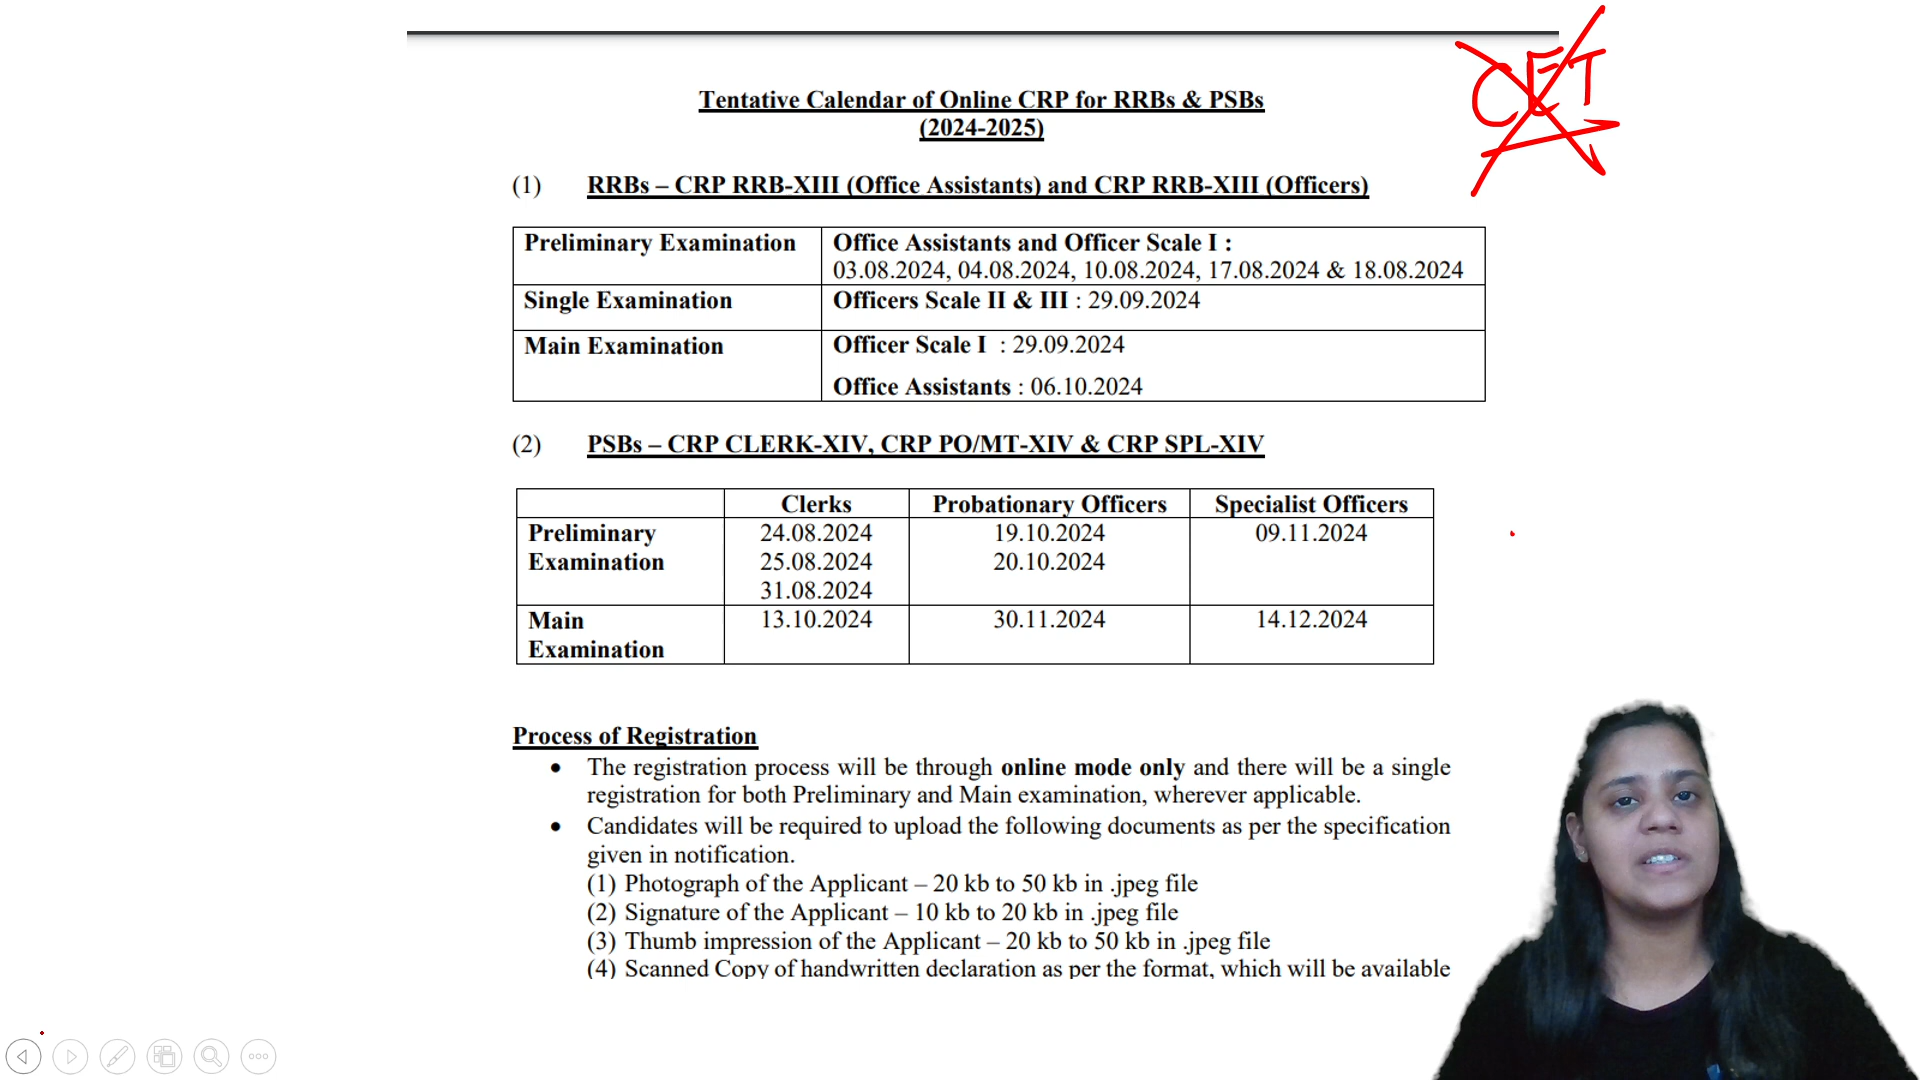 CET
Tentative Calendar of Online CRP for RRBs & PSBs
(2024-2025)
(1) RRBs – CRP RRB-XIII (Office Assistants) and CRP RRB-XIII (Officers)
Preliminary Examination Office Assistants and Officer Scale I :
03.08.2024, 04.08.2024, 10.08.2024, 17.08.2024 & 18.08.2024
Single Examination Officers Scale II & III : 29.09.2024
Main Examination Officer Scale I : 29.09.2024
Office Assistants : 06.10.2024
(2) PSBs – CRP CLERK-XIV, CRP PO/MT-XIV & CRP SPL-XIV
Clerks Probationary Officers Specialist Officers
Preliminary 24.08.2024 19.10.2024 09.11.2024
Examination 25.08.2024 20.10.2024
31.08.2024
Main 13.10.2024 30.11.2024 14.12.2024
Examination
Process of Registration
• The registration process will be through online mode only and there will be a single
registration for both Preliminary and Main examination, wherever applicable.
• Candidates will be required to upload the following documents as per the specification
given in notification.
(1) Photograph of the Applicant – 20 kb to 50 kb in .jpeg file
(2) Signature of the Applicant – 10 kb to 20 kb in .jpeg file
(3) Thumb impression of the Applicant – 20 kb to 50 kb in .jpeg file
(4) Scanned Copy of handwritten declaration as per the format, which will be available